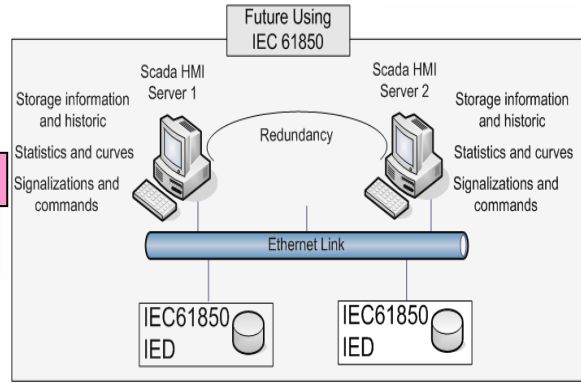 Future Using
IEC 61850
Scada HMI
Server 1
Scada HMI
Server 2
Storage information
and historic
Statistics and curves
Signalizations and
commands
Redundancy
Storage information
and historic
Statistics and curves
Signalizations and
commands
Ethernet Link
IEC61850
IED
IEC61850
IED